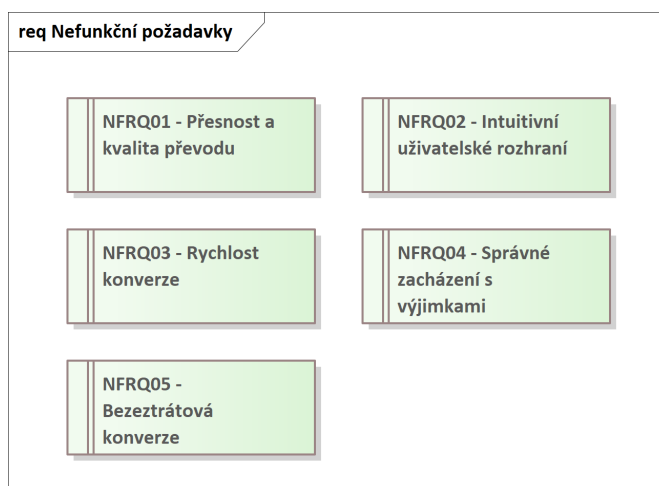 req Nefunkční požadavky
NFRQ01 - Přesnost a
kvalita převodu
NFRQ02 - Intuitivní
uživatelské rozhraní
NFRQ03 - Rychlost
konverze
NFRQ04 - Správné
zacházení s
výjimkami
NFRQ05 -
Bezeztrátová
konverze